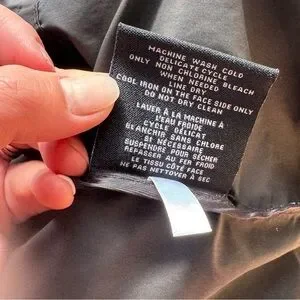 MACHINE WASH COLD
DELICATE CYCLE
ONLY NON CHLORINE BLEACH
WHEN NEEDED
LINE DRY
COOL IRON ON THE FACE SIDE ONLY
DO NOT DRY CLEAN
LAVER À LA MACHINE À
L'EAU FROIDE
CYCLE DÉLICAT
BLANCHIR SANS CHLORE
SI NÉCESSAIRE
SUSPENDRE POUR SÉCHER
REPASSER AU FER FROID
LE TISSU CÔTÉ FACE
NE PAS NETTOYER À SEC